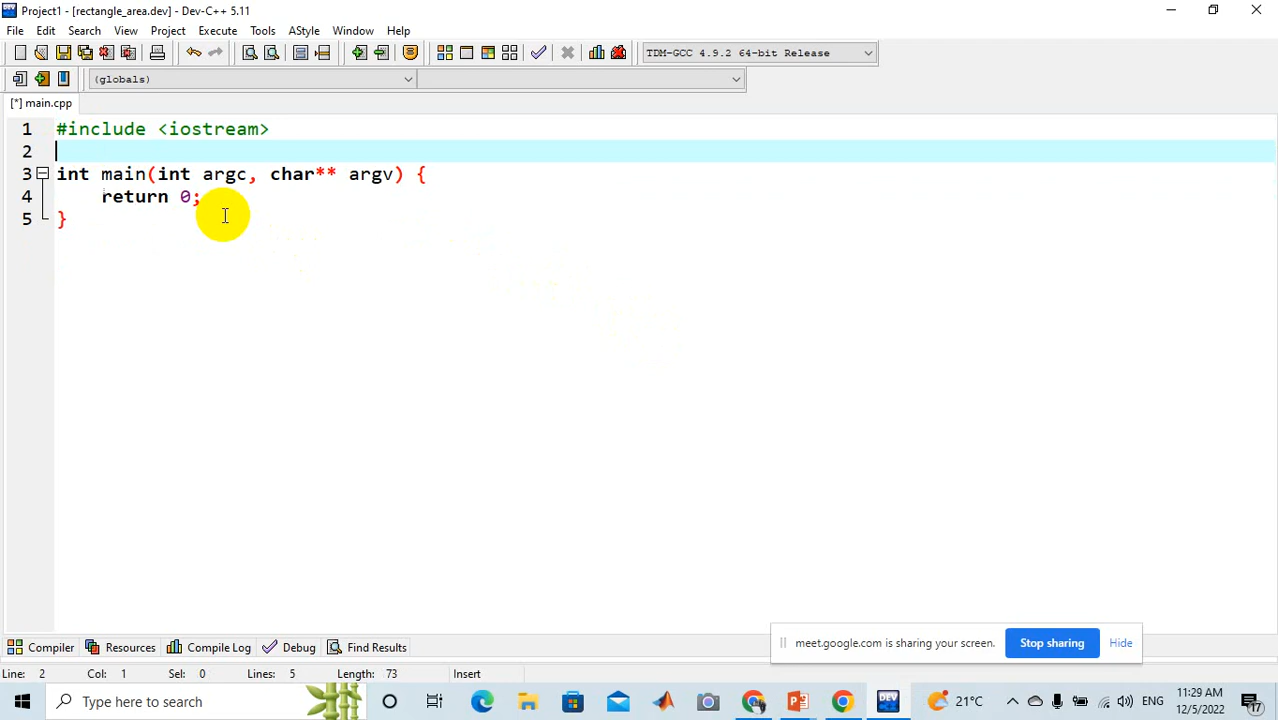 Project1 - [rectangle_area.dev] - Dev-C++ 5.11
File Edit Search View Project Execute Tools AStyle Window Help
TDM-GCC 4.9.2 64-bit Release
(globals)
[*] main.cpp
1 #include <iostream>
2
3 int main(int argc, char** argv) {
4 return 0;
5 }
Compiler Resources Compile Log Debug Find Results
meet.google.com is sharing your screen. Stop sharing Hide
Line: 2 Col: 1 Sel: 0 Lines: 5 Length: 73 Insert
Type here to search
DEV
21°C
ENG
11:29 AM
12/5/2022
17